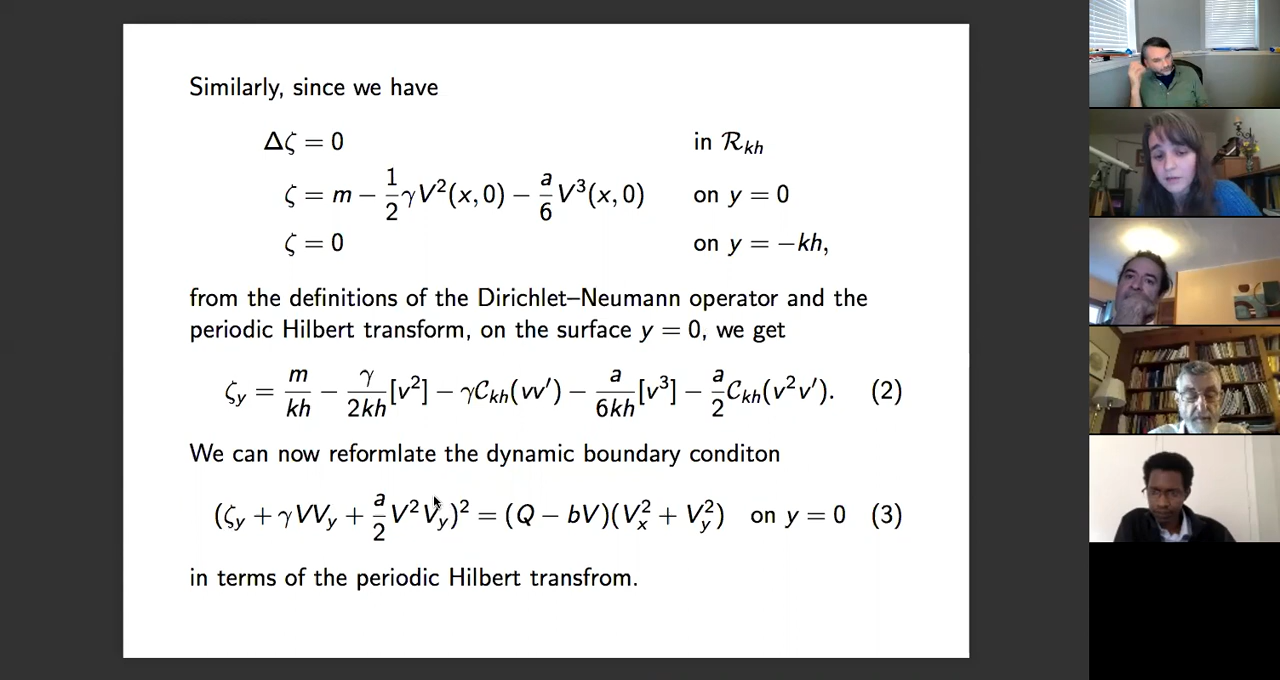 Similarly, since we have
Δζ = 0 in ℛ_kh
ζ = m − 1/2 γV²(x, 0) − a/6 V³(x, 0) on y = 0
ζ = 0 on y = −kh,
from the definitions of the Dirichlet–Neumann operator and the
periodic Hilbert transform, on the surface y = 0, we get
ζ_y = m/kh − γ/2kh [v²] − γ𝒞_kh(vv′) − a/6kh [v³] − a/2 𝒞_kh(v²v′). (2)
We can now reformlate the dynamic boundary conditon
(ζ_y + γVV_y + a/2 V²V_y)² = (Q − bV)(V_x² + V_y²) on y = 0 (3)
in terms of the periodic Hilbert transfrom.